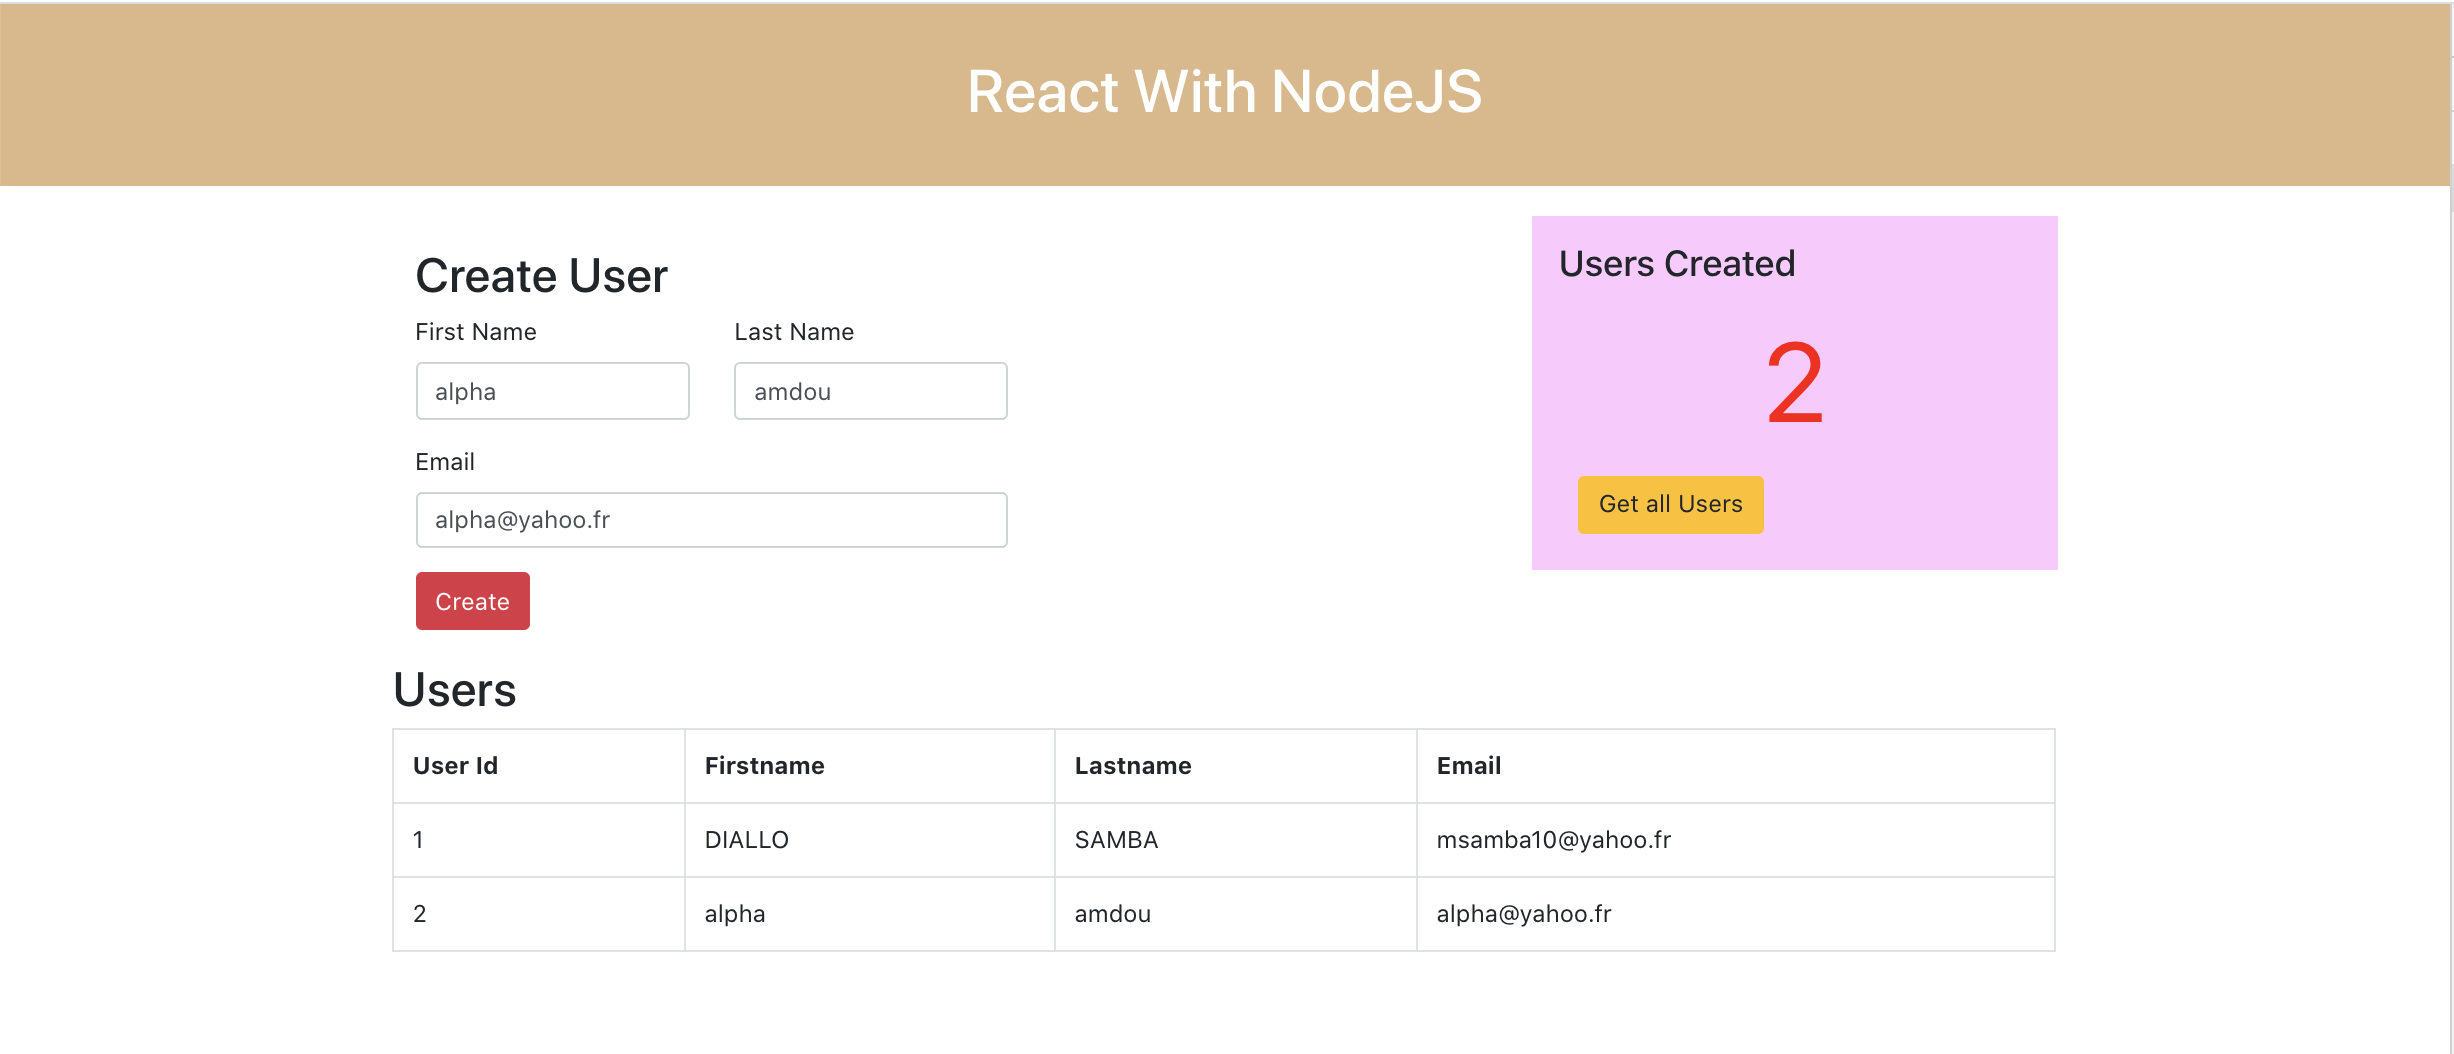 React With NodeJS
Create User
First Name Last Name
alpha amdou
Email
alpha@yahoo.fr
Create
Users Created
2
Get all Users
Users
User Id Firstname Lastname Email
1 DIALLO SAMBA msamba10@yahoo.fr
2 alpha amdou alpha@yahoo.fr